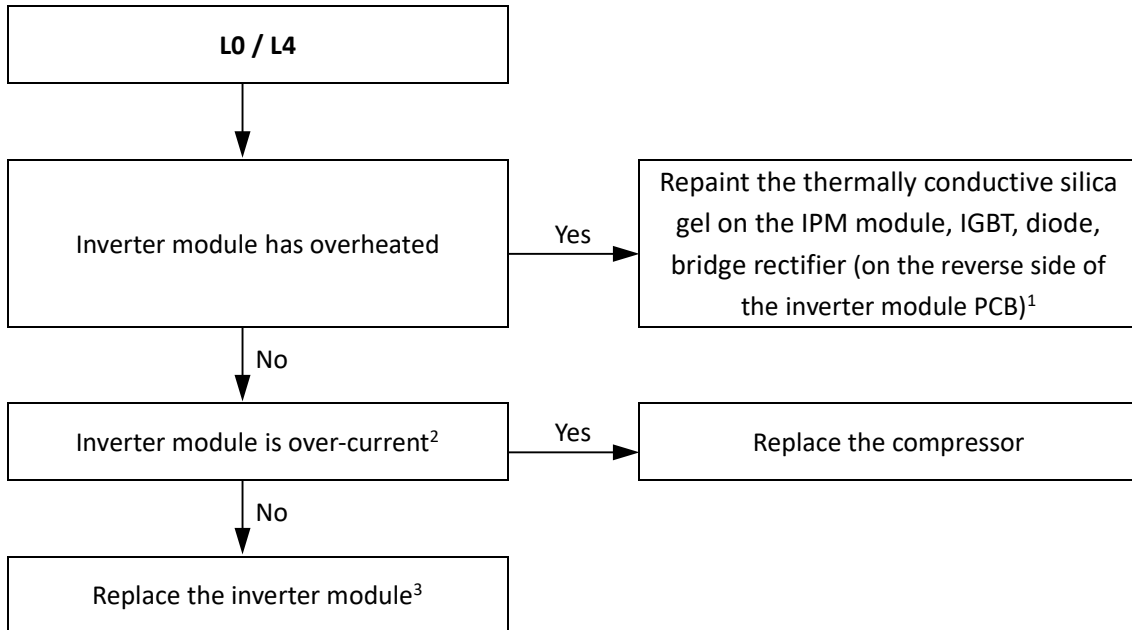 L0 / L4
Inverter module has overheated
Yes
Repaint the thermally conductive silica
gel on the IPM module, IGBT, diode,
bridge rectifier (on the reverse side of
the inverter module PCB)¹
No
Inverter module is over-current²
Yes
Replace the compressor
No
Replace the inverter module³